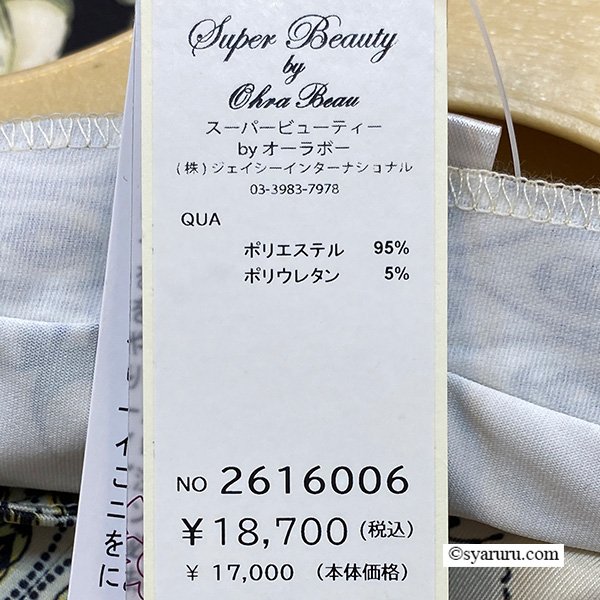 Super Beauty
by
Ohra Beau
スーパービューティー
by オーラボー
(株)ジェイシーインターナショナル
03-3983-7978
QUA
ポリエステル 95%
ポリウレタン 5%
NO 2616006
¥18,700(税込)
¥ 17,000 (本体価格)
©syaruru.com